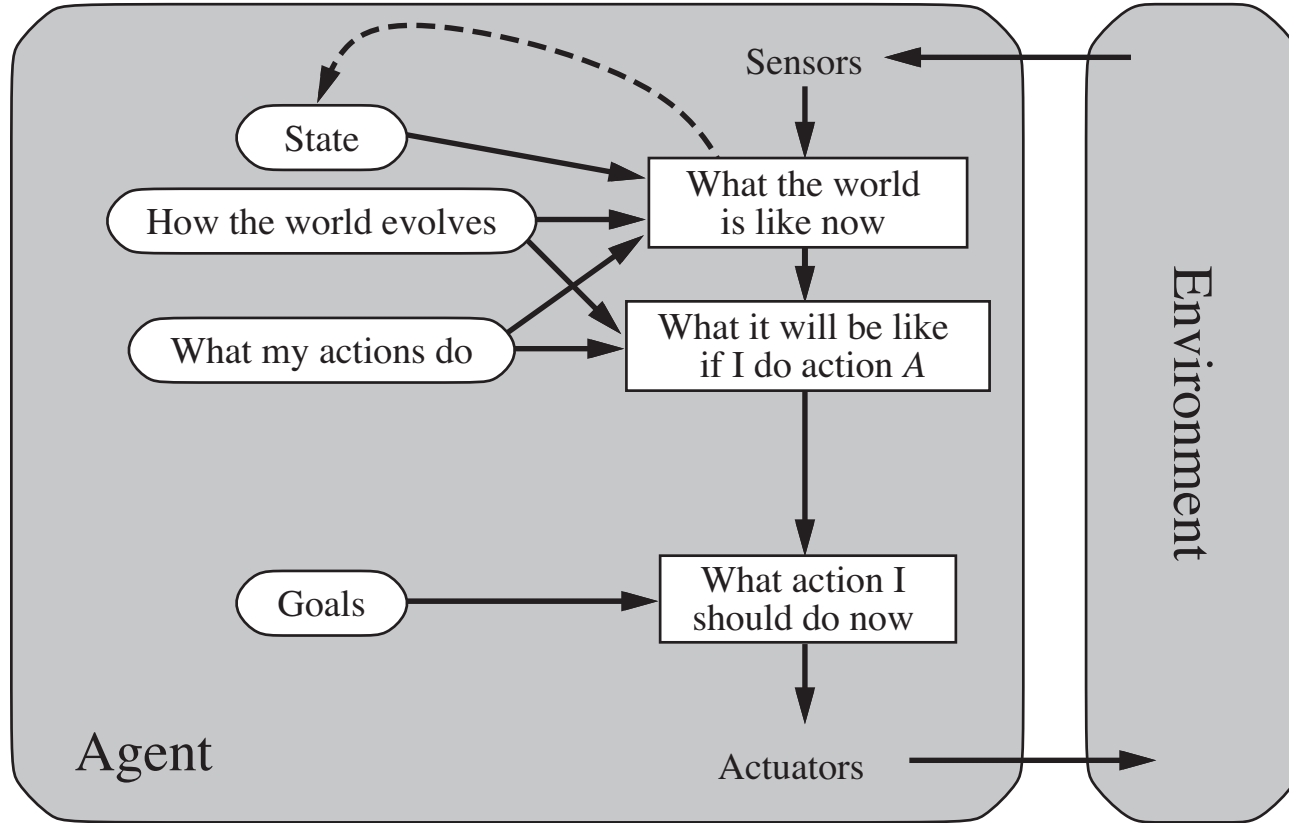 Sensors
State
What the world
is like now
How the world evolves
What it will be like
if I do action A
What my actions do
Environment
What action I
should do now
Goals
Agent
Actuators